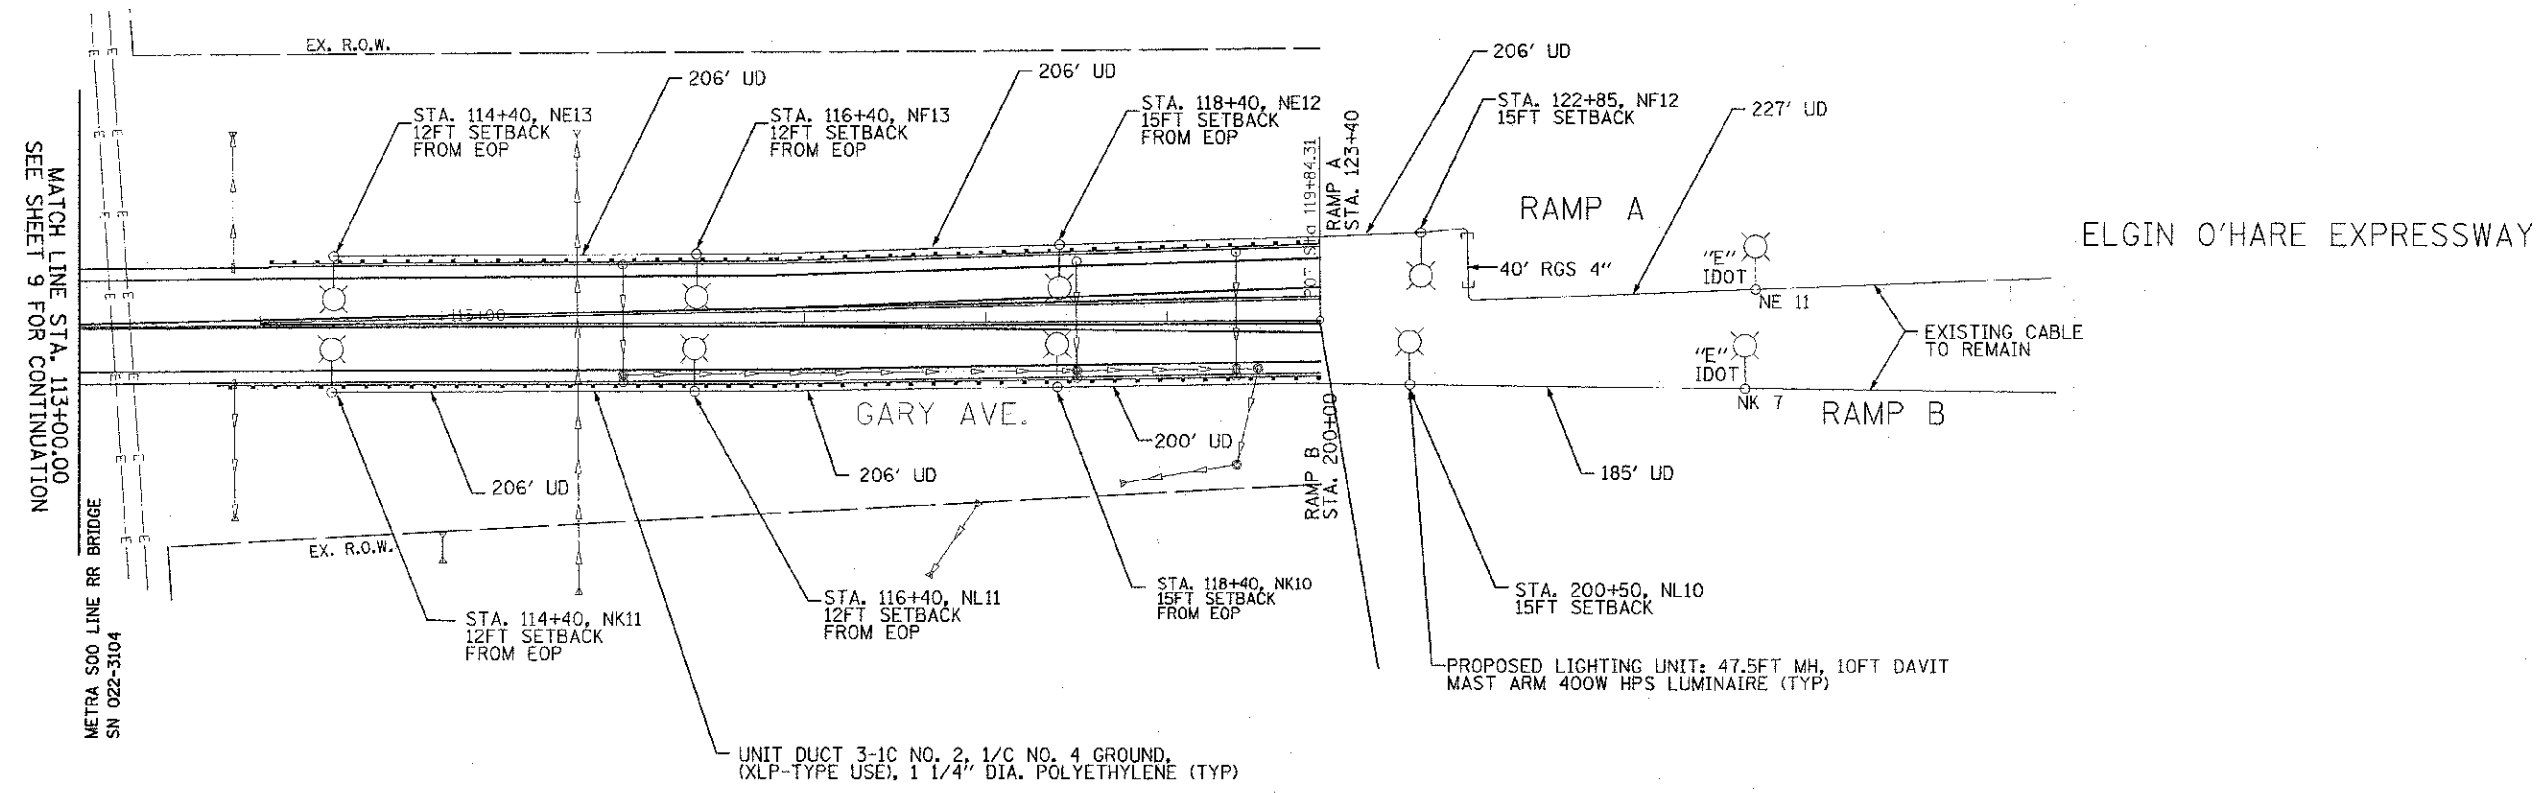 EX. R.O.W.
206' UD
206' UD
206' UD
STA. 114+40, NE13
12FT SETBACK
FROM EOP
STA. 116+40, NF13
12FT SETBACK
FROM EOP
STA. 118+40, NE12
15FT SETBACK
FROM EOP
STA. 122+85, NF12
15FT SETBACK
227' UD
POT Sta 119+84.31
RAMP A
STA. 123+40
RAMP A
ELGIN O'HARE EXPRESSWAY
40' RGS 4"
"E"
IDOT
NE 11
EXISTING CABLE
TO REMAIN
"E"
IDOT
NK 7
RAMP B
MATCH LINE STA. 113+00.00
SEE SHEET 9 FOR CONTINUATION
115+00
GARY AVE.
200' UD
206' UD
206' UD
185' UD
RAMP B
STA. 200+00
EX. R.O.W.
METRA SOO LINE RR BRIDGE
SN 022-3104
STA. 114+40, NK11
12FT SETBACK
FROM EOP
STA. 116+40, NL11
12FT SETBACK
FROM EOP
STA. 118+40, NK10
15FT SETBACK
FROM EOP
STA. 200+50, NL10
15FT SETBACK
PROPOSED LIGHTING UNIT: 47.5FT MH, 10FT DAVIT
MAST ARM 400W HPS LUMINAIRE (TYP)
UNIT DUCT 3-1C NO. 2, 1/C NO. 4 GROUND,
(XLP-TYPE USE), 1 1/4" DIA. POLYETHYLENE (TYP)